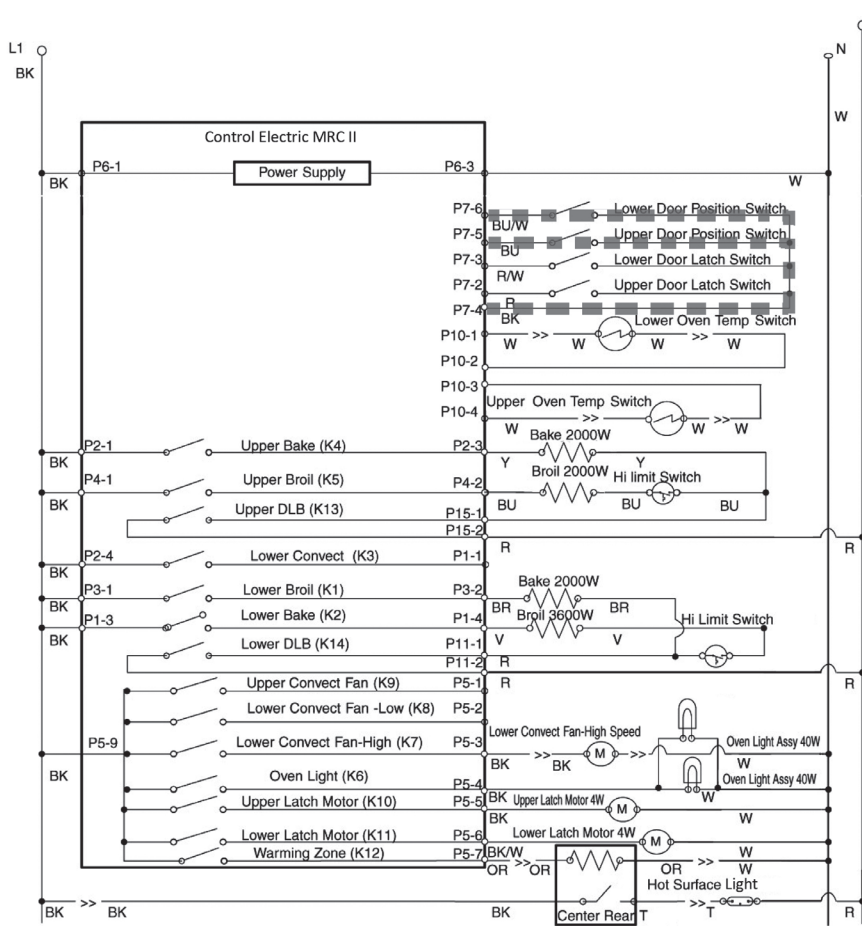 L1 N
BK
W
Control Electric MRC II
P6-1 Power Supply P6-3
BK W
P7-6 Lower Door Position Switch
BU/W
P7-5 Upper Door Position Switch
BU
P7-3 Lower Door Latch Switch
R/W
P7-2 Upper Door Latch Switch
R
P7-4
BK Lower Oven Temp Switch
P10-1
W >> W W >> W
P10-2
P10-3
P10-4 Upper Oven Temp Switch
W >> W >> W
P2-1 Upper Bake (K4) P2-3 Bake 2000W
BK Y Y
P4-1 Upper Broil (K5) P4-2 Broil 2000W Hi limit Switch
BK BU BU BU
Upper DLB (K13) P15-1
P15-2
R R
P2-4 Lower Convect (K3) P1-1
BK
P3-1 Lower Broil (K1) P3-2 Bake 2000W
BK BR BR
P1-3 Lower Bake (K2) P1-4 Broil 3600W Hi Limit Switch
BK V V
Lower DLB (K14) P11-1
P11-2 R
Upper Convect Fan (K9) P5-1 R R
Lower Convect Fan -Low (K8) P5-2
Lower Convect Fan-High Speed
P5-9 Lower Convect Fan-High (K7) P5-3 >> M >> Oven Light Assy 40W
BK BK BK W
Oven Light (K6) P5-4 Oven Light Assy 40W
BK W
Upper Latch Motor (K10) P5-5 Upper Latch Motor 4W M
BK W
Lower Latch Motor (K11) P5-6 Lower Latch Motor 4W M
Warming Zone (K12) P5-7 BK/W >> >> W
OR OR OR W
Hot Surface Light
>> >>
BK BK BK Center Rear T T R